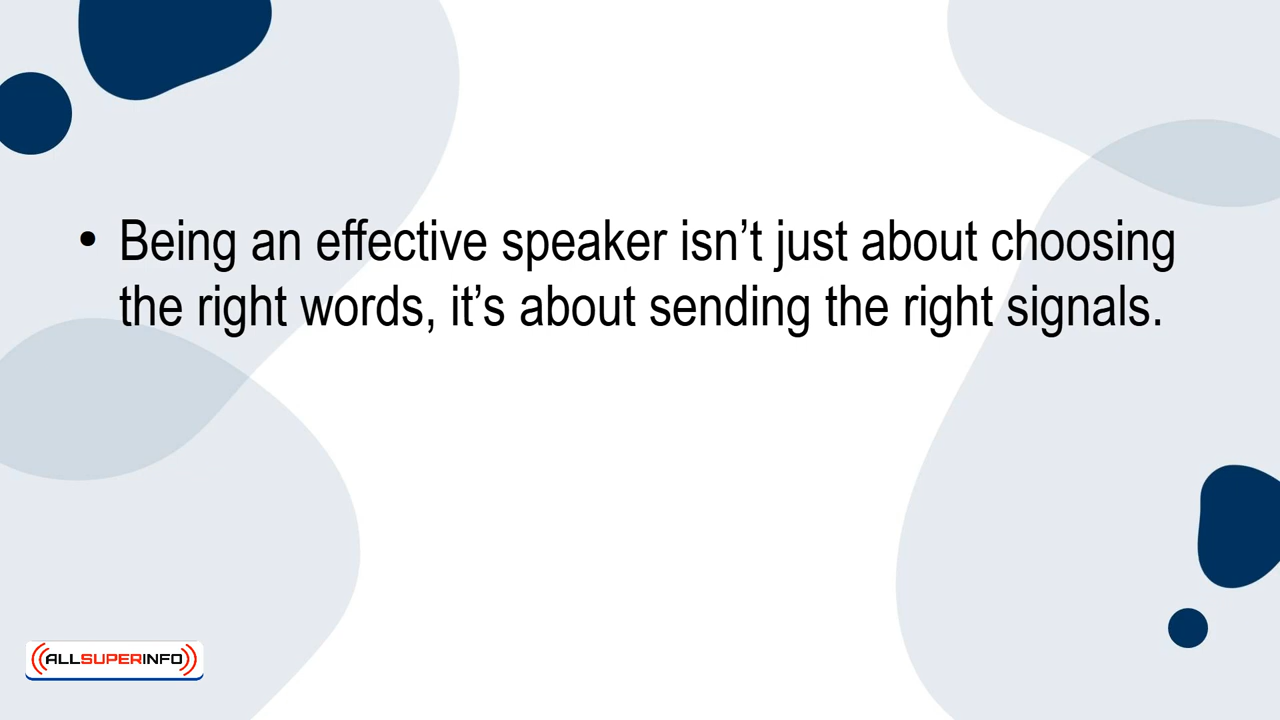 • Being an effective speaker isn’t just about choosing
the right words, it’s about sending the right signals.
ALLSUPERINFO